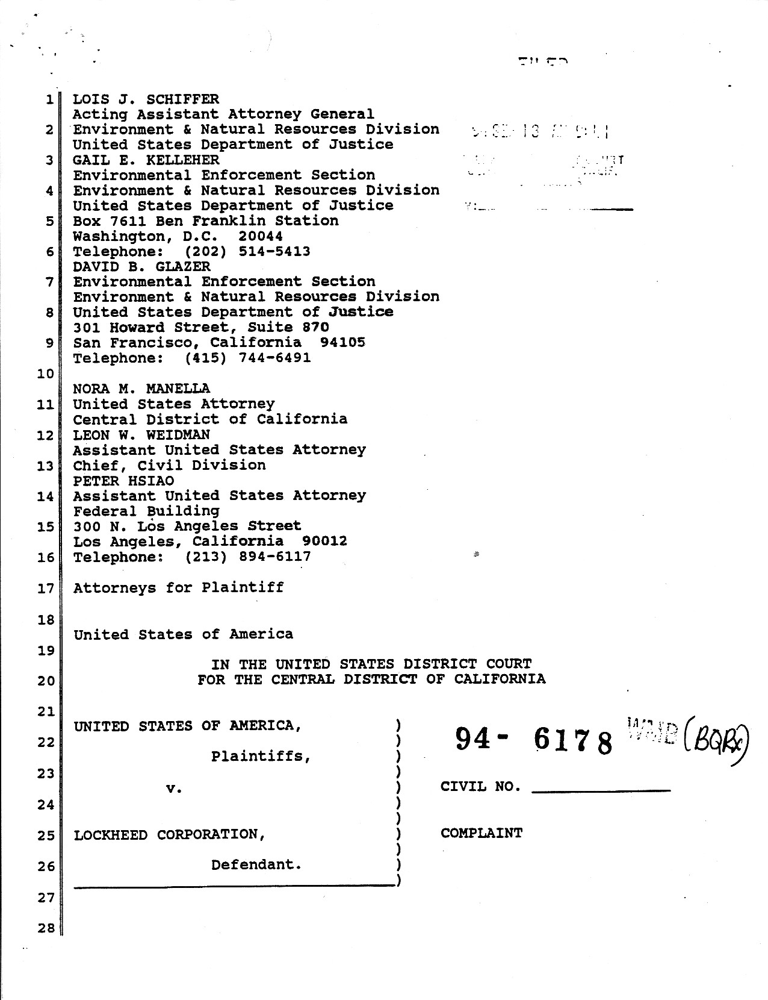 1 LOIS J. SCHIFFER
Acting Assistant Attorney General
2 Environment & Natural Resources Division
United States Department of Justice
3 GAIL E. KELLEHER
Environmental Enforcement Section
4 Environment & Natural Resources Division
United States Department of Justice
5 Box 7611 Ben Franklin Station
Washington, D.C. 20044
6 Telephone: (202) 514-5413
DAVID B. GLAZER
7 Environmental Enforcement Section
Environment & Natural Resources Division
8 United States Department of Justice
301 Howard Street, Suite 870
9 San Francisco, California 94105
Telephone: (415) 744-6491
10
NORA M. MANELLA
11 United States Attorney
Central District of California
12 LEON W. WEIDMAN
Assistant United States Attorney
13 Chief, Civil Division
PETER HSIAO
14 Assistant United States Attorney
Federal Building
15 300 N. Los Angeles Street
Los Angeles, California 90012
16 Telephone: (213) 894-6117
17 Attorneys for Plaintiff
18
United States of America
19
IN THE UNITED STATES DISTRICT COURT
20 FOR THE CENTRAL DISTRICT OF CALIFORNIA
21
UNITED STATES OF AMERICA, )
94- 6178 (BQRx)
22 )
Plaintiffs, )
23 )
v. ) CIVIL NO.
24 )
)
25 LOCKHEED CORPORATION, ) COMPLAINT
)
26 Defendant. )
)
27
28